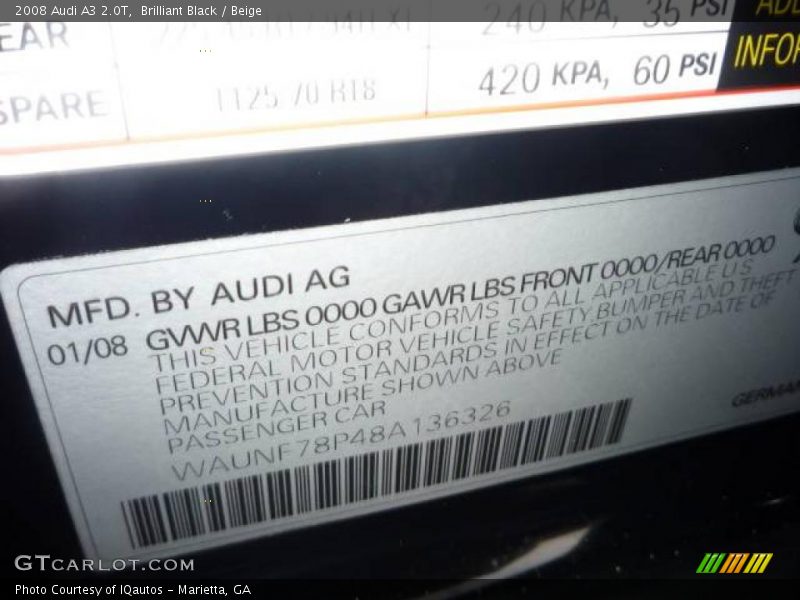 2008 Audi A3 2.0T, Brilliant Black / Beige
EAR 240 KPA, 35 PSI
SPARE T125/70 R18 420 KPA, 60 PSI
MFD. BY AUDI AG
01/08 GVWR LBS 0000 GAWR LBS FRONT 0000/REAR 0000
THIS VEHICLE CONFORMS TO ALL APPLICABLE U.S
FEDERAL MOTOR VEHICLE SAFETY, BUMPER AND THEFT
PREVENTION STANDARDS IN EFFECT ON THE DATE OF
MANUFACTURE SHOWN ABOVE
PASSENGER CAR
WAUNF78P48A136326
GERMAN
GTCARLOT.COM
Photo Courtesy of IQautos - Marietta, GA